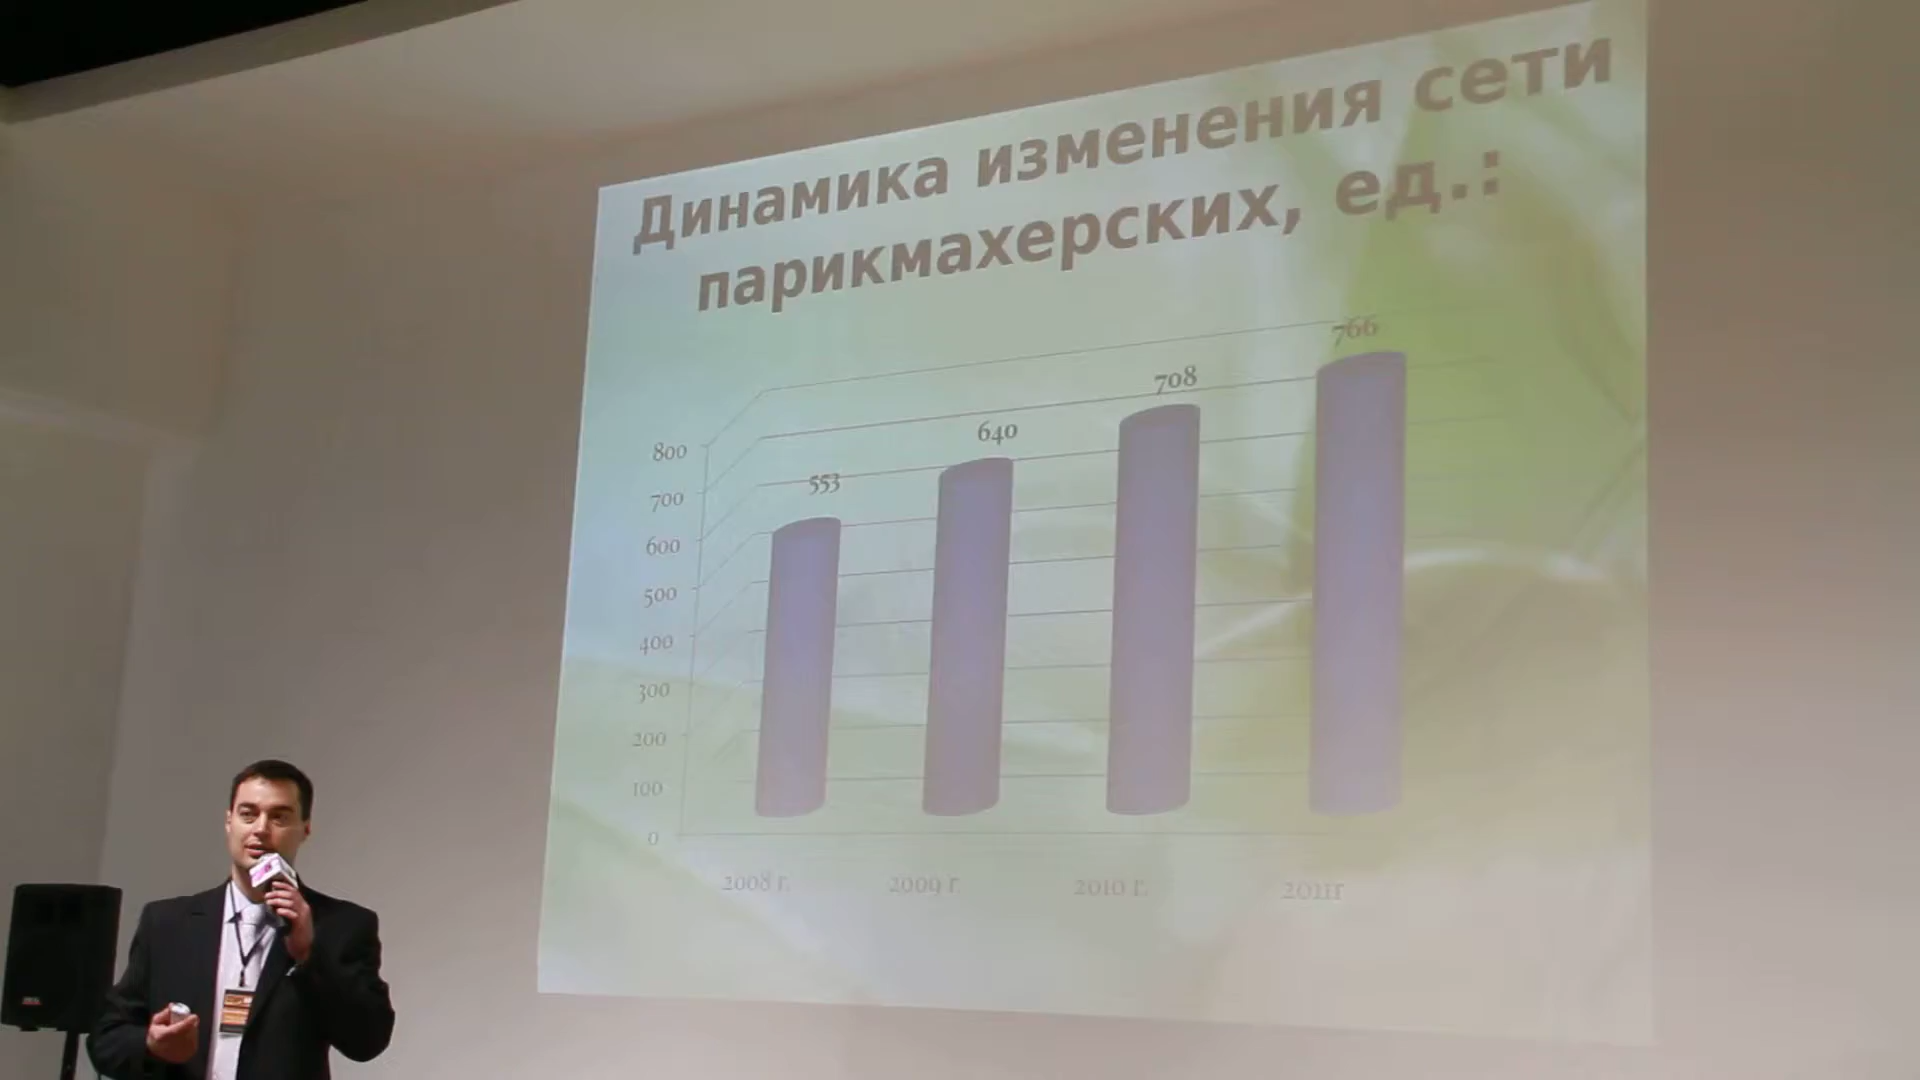 Динамика изменения сети
парикмахерских, ед.:
766
708
640
553
800
700
600
500
400
300
200
100
0
2008 г.
2009 г.
2010 г.
2011г